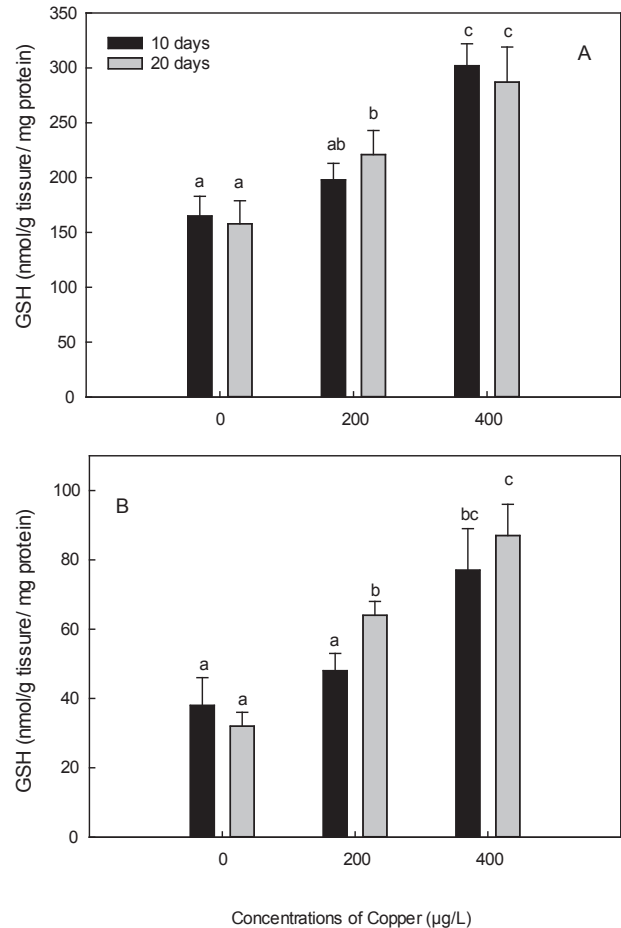 350
300
250
200
150
100
50
0
GSH (nmol/g tissure/ mg protein)
10 days
20 days
A
a
a
ab
b
c
c
0
200
400
100
80
60
40
20
0
GSH (nmol/g tissure/ mg protein)
B
a
a
a
b
bc
c
0
200
400
Concentrations of Copper (µg/L)